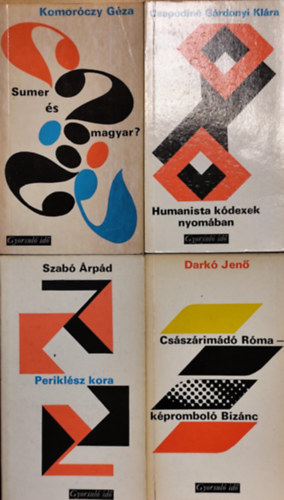 Komoróczy Géza
Sumer
és
magyar?
Gyorsuló idő
Csapodiné Gárdonyi Klára
Humanista kódexek
nyomában
Gyorsuló idő
Szabó Árpád
Periklész kora
Gyorsuló idő
Darkó Jenő
Császárimádó Róma –
képromboló Bizánc
Gyorsuló idő